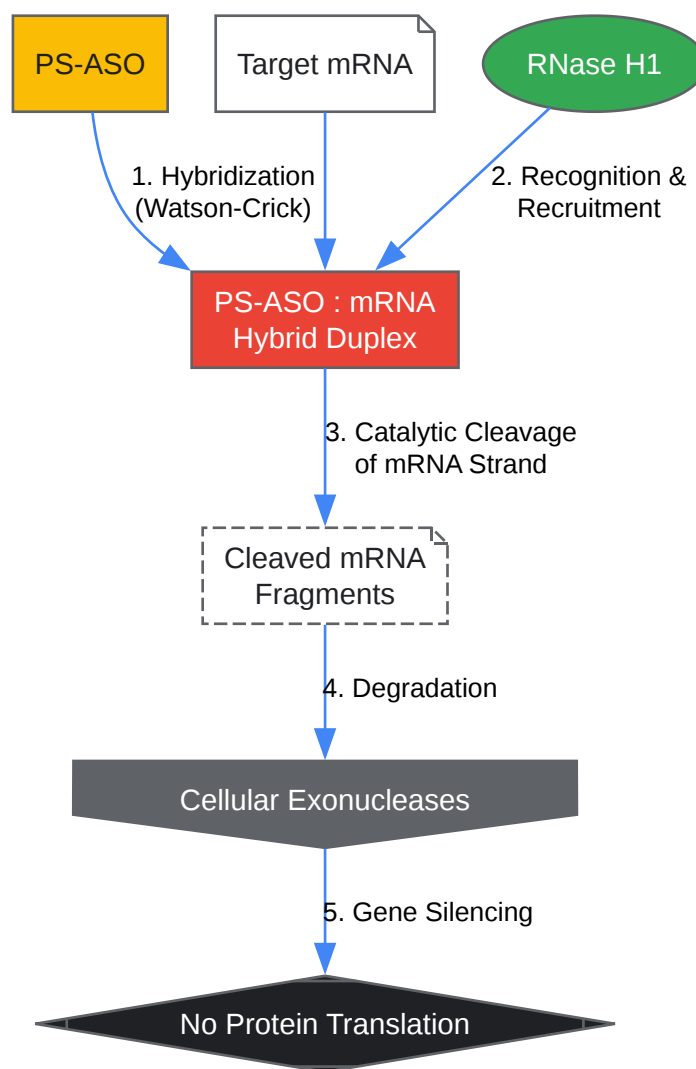 PS-ASO
Target mRNA
RNase H1
1. Hybridization
(Watson-Crick)
2. Recognition &
Recruitment
PS-ASO : mRNA
Hybrid Duplex
3. Catalytic Cleavage
of mRNA Strand
Cleaved mRNA
Fragments
4. Degradation
Cellular Exonucleases
5. Gene Silencing
No Protein Translation